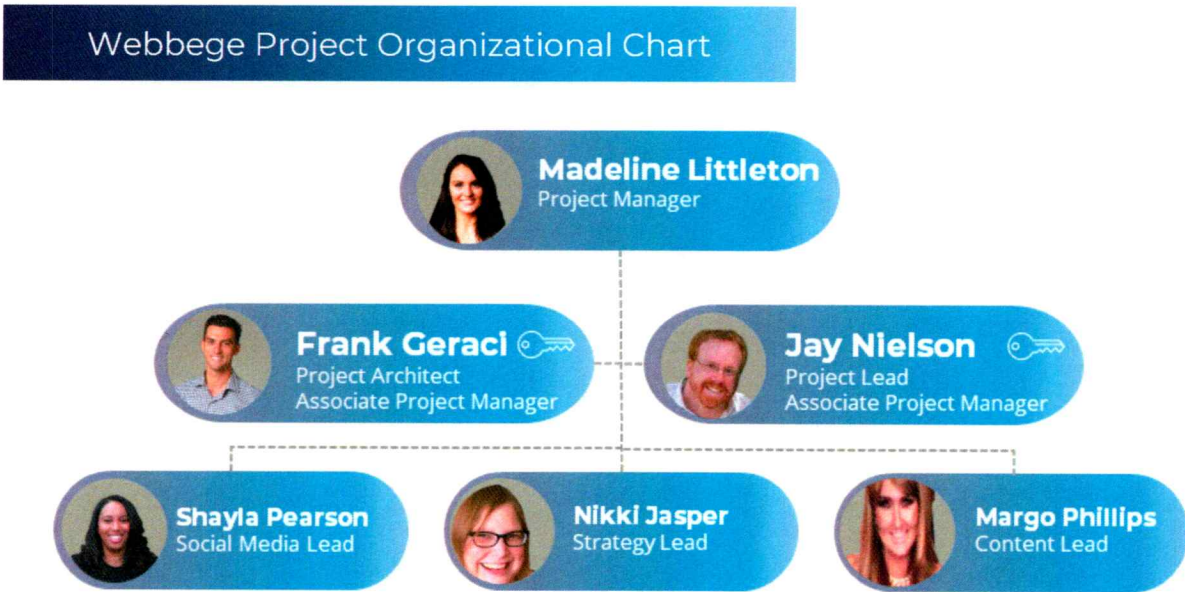 Webbege Project Organizational Chart
Madeline Littleton
Project Manager
Frank Geraci
Project Architect
Associate Project Manager
Jay Nielson
Project Lead
Associate Project Manager
Shayla Pearson
Social Media Lead
Nikki Jasper
Strategy Lead
Margo Phillips
Content Lead